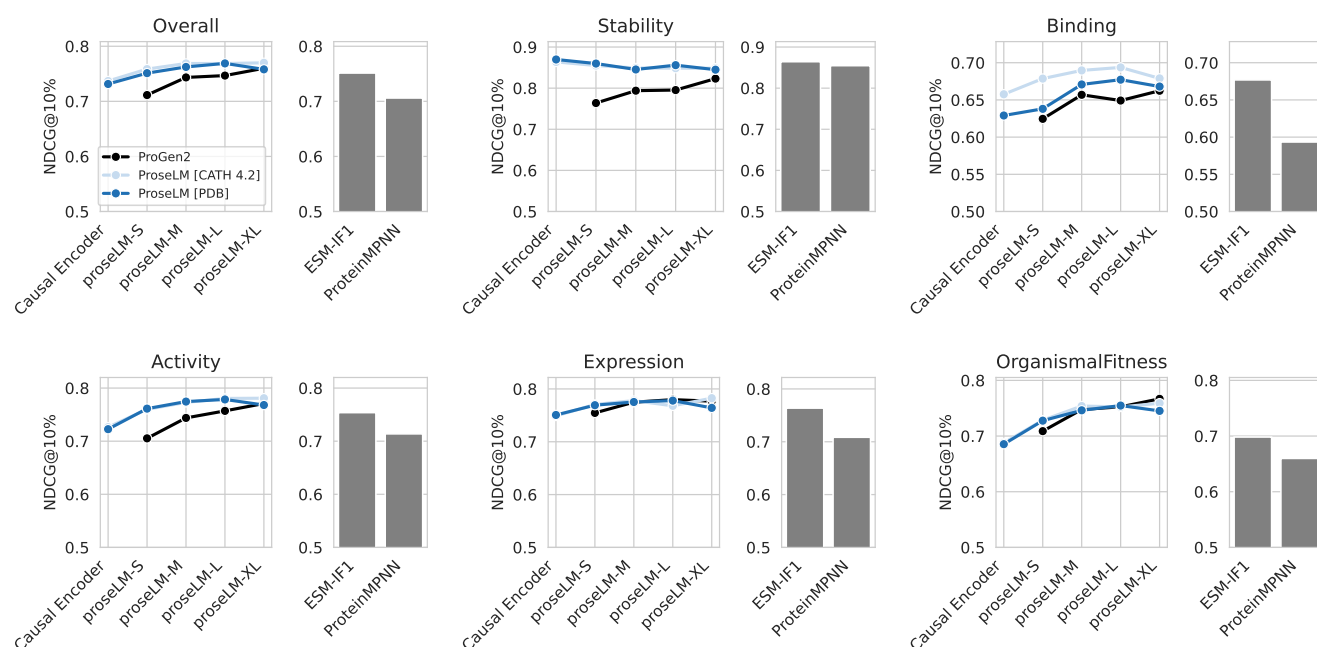 Overall
NDCG@10%
0.8
0.7
0.6
0.5
ProGen2
ProseLM [CATH 4.2]
ProseLM [PDB]
Causal Encoder
proseLM-S
proseLM-M
proseLM-L
proseLM-XL
0.8
0.7
0.6
0.5
ESM-IF1
ProteinMPNN
Stability
NDCG@10%
0.9
0.8
0.7
0.6
0.5
Causal Encoder
proseLM-S
proseLM-M
proseLM-L
proseLM-XL
0.9
0.8
0.7
0.6
0.5
ESM-IF1
ProteinMPNN
Binding
NDCG@10%
0.70
0.65
0.60
0.55
0.50
Causal Encoder
proseLM-S
proseLM-M
proseLM-L
proseLM-XL
0.70
0.65
0.60
0.55
0.50
ESM-IF1
ProteinMPNN
Activity
NDCG@10%
0.8
0.7
0.6
0.5
Causal Encoder
proseLM-S
proseLM-M
proseLM-L
proseLM-XL
0.8
0.7
0.6
0.5
ESM-IF1
ProteinMPNN
Expression
NDCG@10%
0.8
0.7
0.6
0.5
Causal Encoder
proseLM-S
proseLM-M
proseLM-L
proseLM-XL
0.8
0.7
0.6
0.5
ESM-IF1
ProteinMPNN
OrganismalFitness
NDCG@10%
0.8
0.7
0.6
0.5
Causal Encoder
proseLM-S
proseLM-M
proseLM-L
proseLM-XL
0.8
0.7
0.6
0.5
ESM-IF1
ProteinMPNN